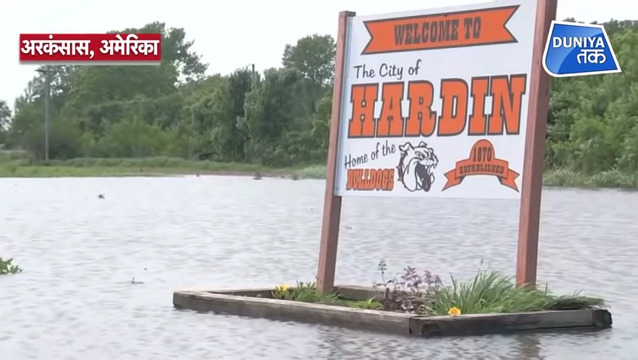 अरकंसास, अमेरिका
DUNIYA
तक
WELCOME TO
The City of
HARDIN
Home of the
BULLDOGS
1870
ESTABLISHED